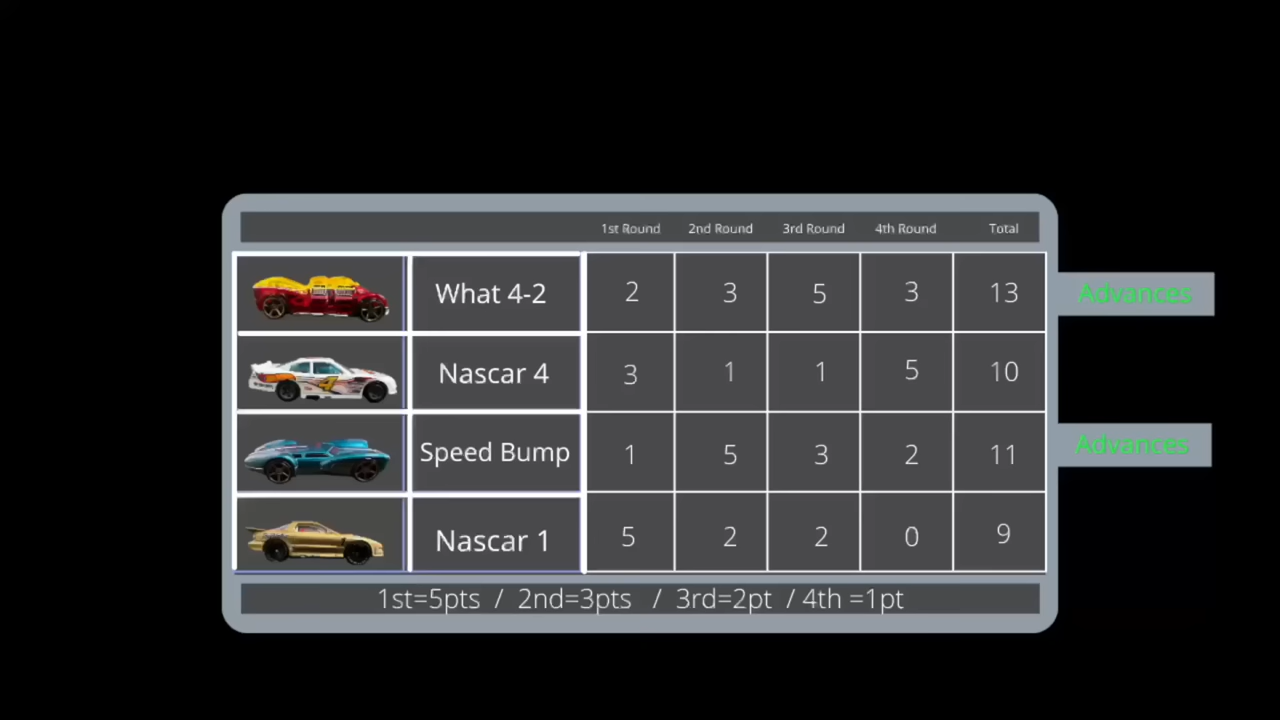 1st Round 2nd Round 3rd Round 4th Round Total
What 4-2 2 3 5 3 13 Advances
Nascar 4 3 1 1 5 10
Speed Bump 1 5 3 2 11 Advances
Nascar 1 5 2 2 0 9
1st=5pts / 2nd=3pts / 3rd=2pt / 4th =1pt